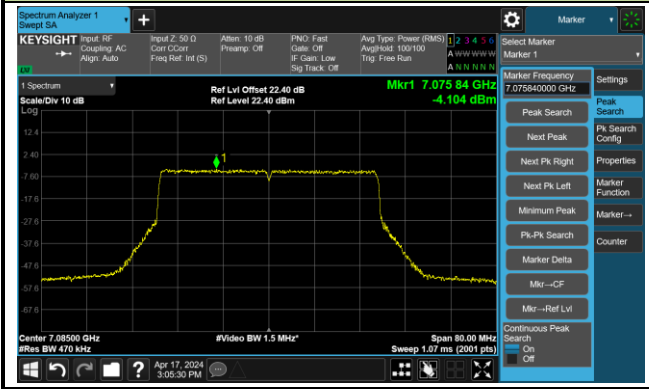 Spectrum Analyzer 1
Swept SA
Marker
KEYSIGHT
Input: RF
Coupling: AC
Align: Auto
Input Z: 50 Ω
Corr CCorr
Freq Ref: Int (S)
Atten: 10 dB
Preamp: Off
PNO: Fast
Gate: Off
IF Gain: Low
Sig Track: Off
Avg Type: Power (RMS)
Avg|Hold: 100/100
Trig: Free Run
1 2 3 4 5 6
A W W W W W
A N N N N N
LW
Select Marker
Marker 1
1 Spectrum
Scale/Div 10 dB
Log
Ref Lvl Offset 22.40 dB
Ref Level 22.40 dBm
Mkr1 7.075 84 GHz
-4.104 dBm
12.4
2.40
-7.60
-17.6
-27.6
-37.6
-47.6
-57.6
-67.6
1
Center 7.08500 GHz
#Res BW 470 kHz
#Video BW 1.5 MHz*
Span 80.00 MHz
Sweep 1.07 ms (2001 pts)
Marker Frequency
7.075840000 GHz
Peak Search
Next Peak
Next Pk Right
Next Pk Left
Minimum Peak
Pk-Pk Search
Marker Delta
Mkr→CF
Mkr→Ref Lvl
Continuous Peak
Search
On
Off
Settings
Peak
Search
Pk Search
Config
Properties
Marker
Function
Marker→
Counter
Apr 17, 2024
3:05:30 PM